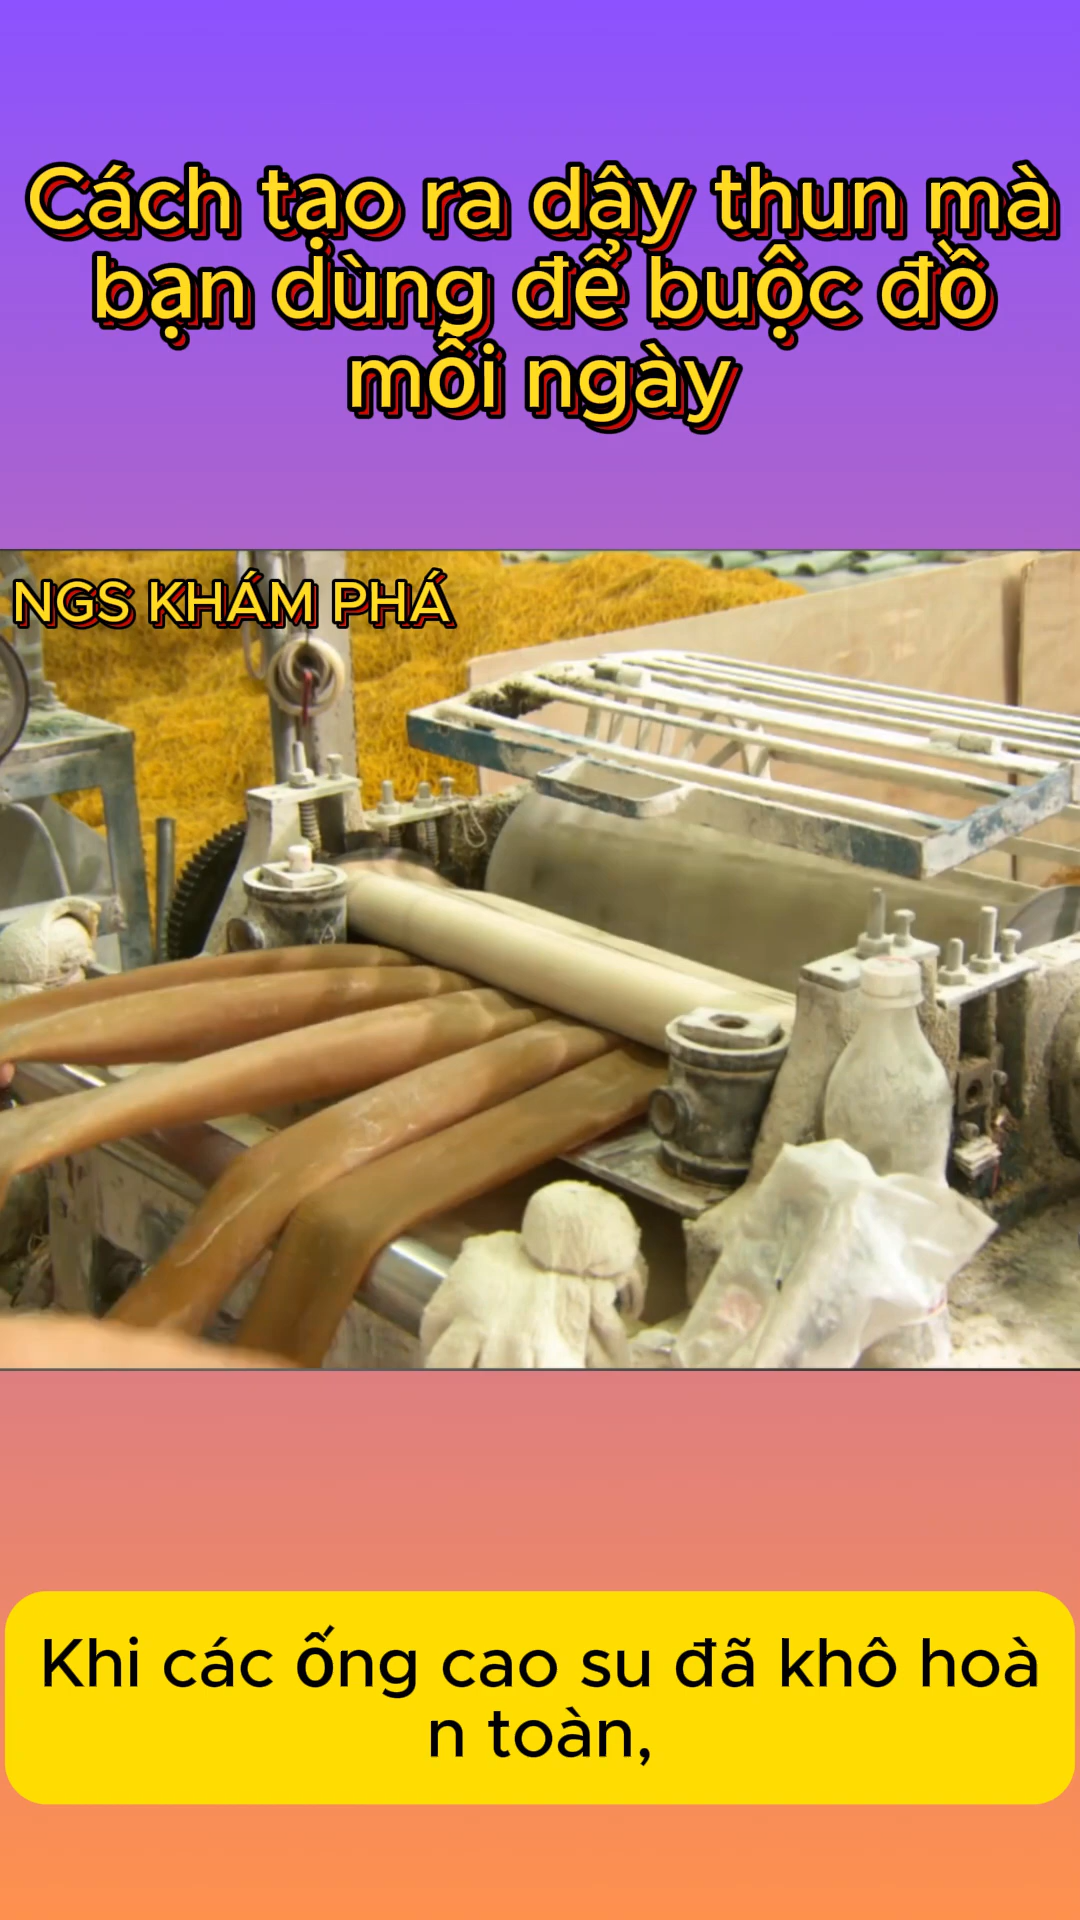 Cách tạo ra dây thun mà
bạn dùng để buộc đồ
mỗi ngày
NGS KHÁM PHÁ
Khi các ống cao su đã khô hoà
n toàn,